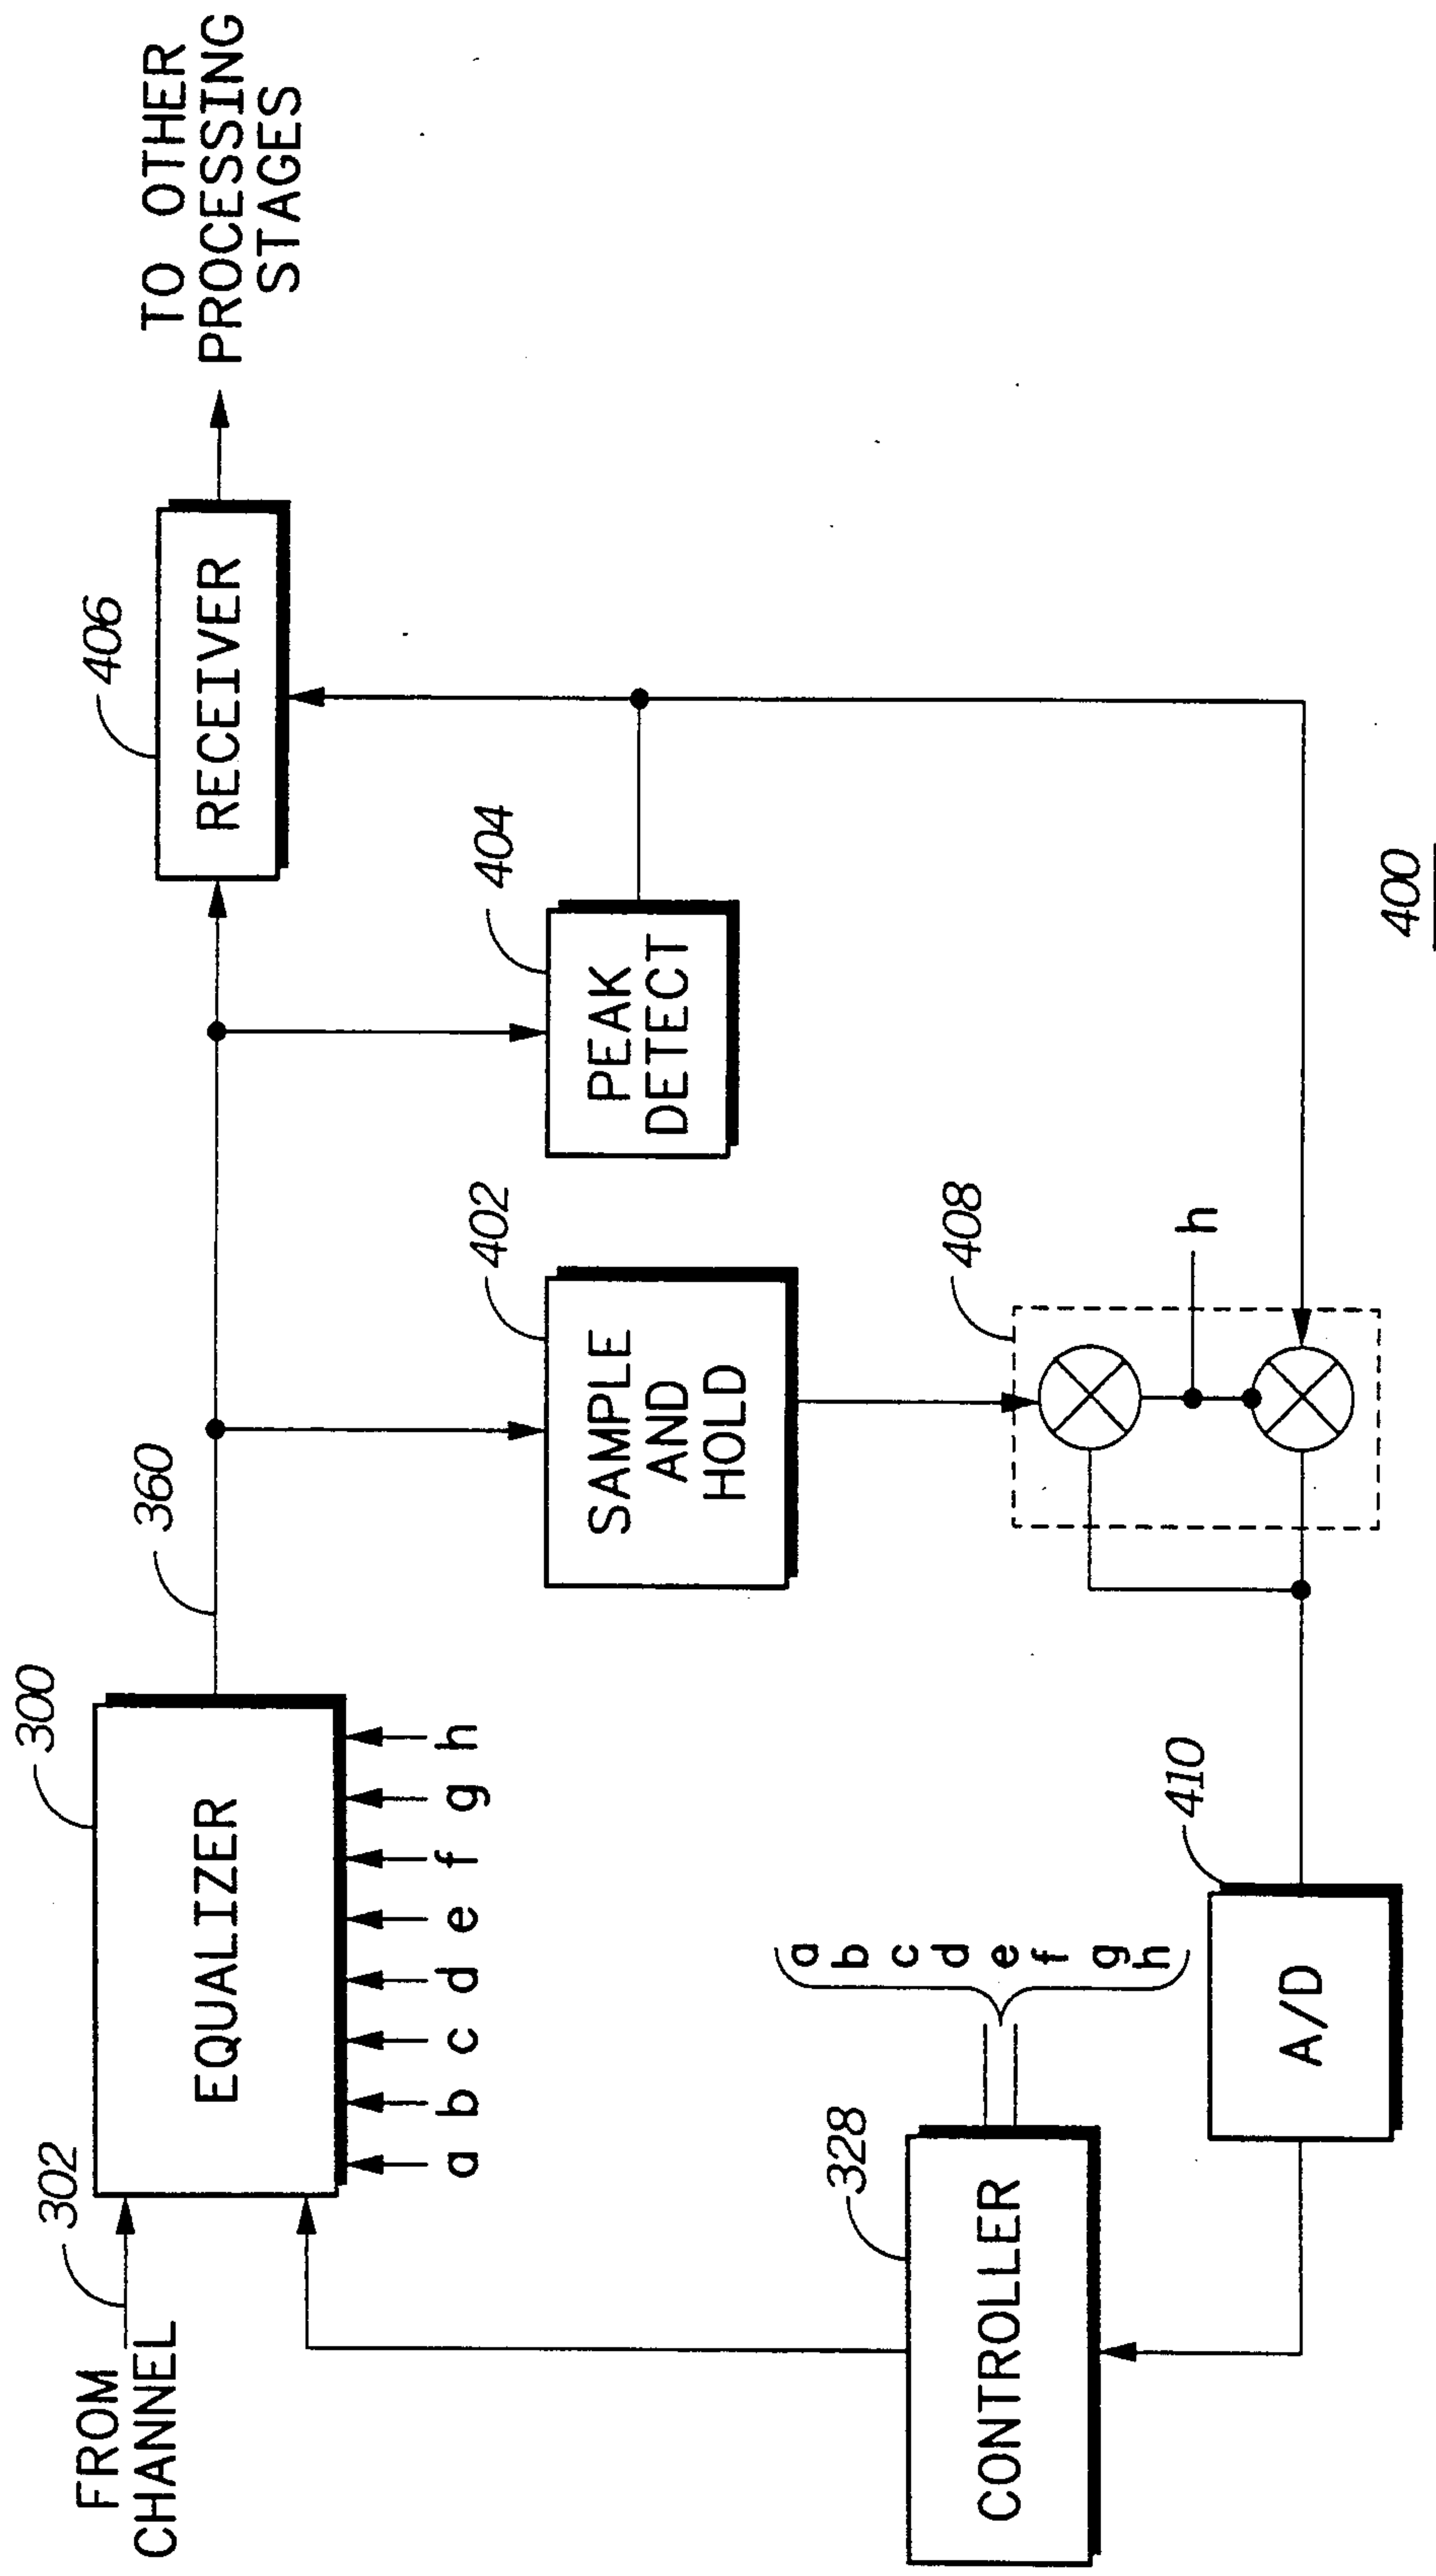 FROM
CHANNEL
302
300
EQUALIZER
a b c d e f g h
360
406
RECEIVER
TO OTHER
PROCESSING
STAGES
402
SAMPLE
AND
HOLD
404
PEAK
DETECT
328
CONTROLLER
a
b
c
d
e
f
g
h
408
h
410
A/D
400